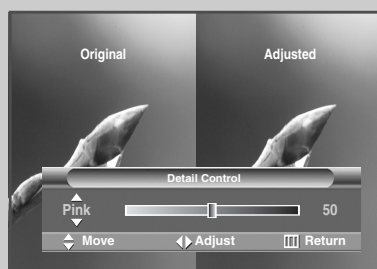 Original Adjusted
Detail Control
Pink 50
Move Adjust Return